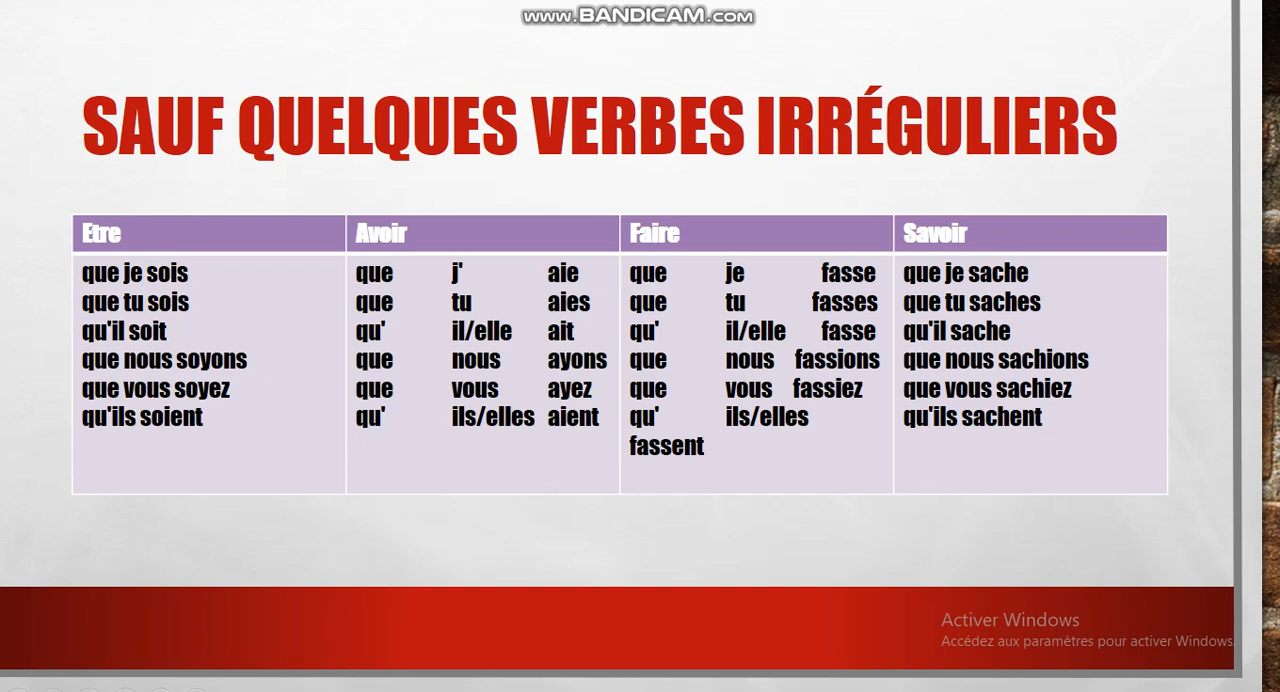 www.BANDICAM.com
SAUF QUELQUES VERBES IRRÉGULIERS
Etre
que je sois
que tu sois
qu'il soit
que nous soyons
que vous soyez
qu'ils soient
Avoir
que j' aie
que tu aies
qu' il/elle ait
que nous ayons
que vous ayez
qu' ils/elles aient
Faire
que je fasse
que tu fasses
qu' il/elle fasse
que nous fassions
que vous fassiez
qu' ils/elles
fassent
Savoir
que je sache
que tu saches
qu'il sache
que nous sachions
que vous sachiez
qu'ils sachent
Activer Windows
Accédez aux paramètres pour activer Windows.